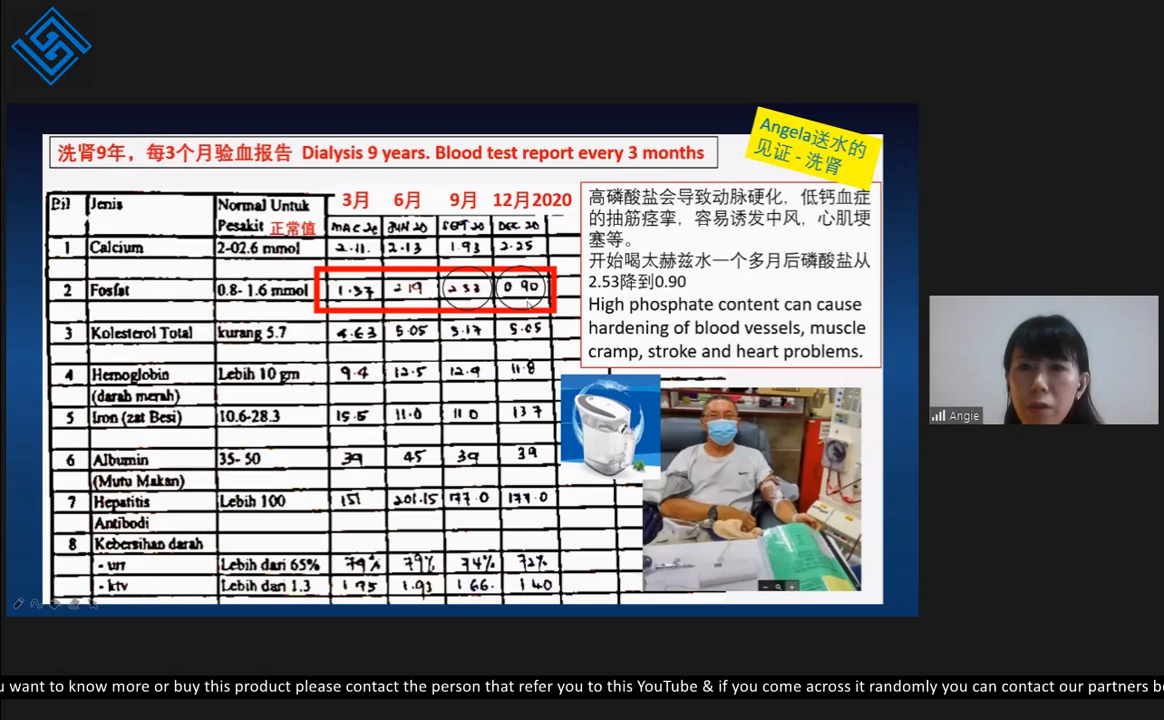 洗肾9年，每3个月验血报告 Dialysis 9 years. Blood test report every 3 months
Angela送水的
见证 - 洗肾
3月 6月 9月 12月2020
Bil Jenis Normal Untuk
Pesakit 正常值 MAC 20 JUN 20 SEPT 20 DEC. 20
1 Calcium 2-02.6 mmol 2.11. 2.13 1.93 2.25
2 Fosfat 0.8- 1.6 mmol 1.37 2.19 2.53 0.90
3 Kolesterol Total kurang 5.7 4.63 5.05 5.17 5.05
4 Hemoglobin Lebih 10 gm 9.4 12.5 12.9 11.8
(darah merah)
5 Iron (zat Besi) 10.6-28.3 15.5 11.0 11.0 13.7
6 Albumin 35- 50 39 45 39 39
(Mutu Makan)
7 Hepatitis Lebih 100 151 201.15 177.0 177.0
Antibodi
8 Kebersihan darah
- urr Lebih dari 65% 79% 79% 74% 72%
- ktv Lebih dari 1.3 1.95 1.93 1.66. 1.40
高磷酸盐会导致动脉硬化，低钙血症
的抽筋痉挛，容易诱发中风，心肌埂
塞等。
开始喝太赫兹水一个多月后磷酸盐从
2.53降到0.90
High phosphate content can cause
hardening of blood vessels, muscle
cramp, stroke and heart problems.
Angie
u want to know more or buy this product please contact the person that refer you to this YouTube & if you come across it randomly you can contact our partners be